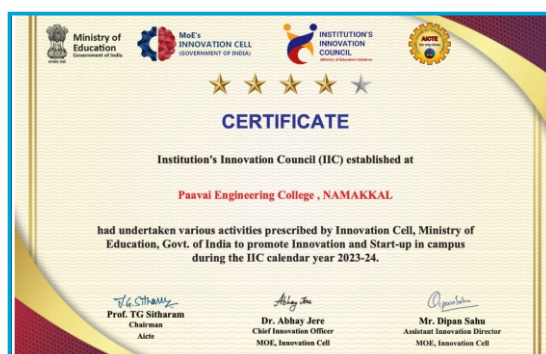 Ministry of
Education
Government of India
MoE's
INNOVATION CELL
(GOVERNMENT OF INDIA)
INSTITUTION'S
INNOVATION
COUNCIL
(Ministry of Education Initiative)
AICTE
CERTIFICATE
Institution's Innovation Council (IIC) established at
Paavai Engineering College , NAMAKKAL
had undertaken various activities prescribed by Innovation Cell, Ministry of
Education, Govt. of India to promote Innovation and Start-up in campus
during the IIC calendar year 2023-24.
Prof. TG Sitharam
Chairman
Aicte
Dr. Abhay Jere
Chief Innovation Officer
MOE, Innovation Cell
Mr. Dipan Sahu
Assistant Innovation Director
MOE, Innovation Cell